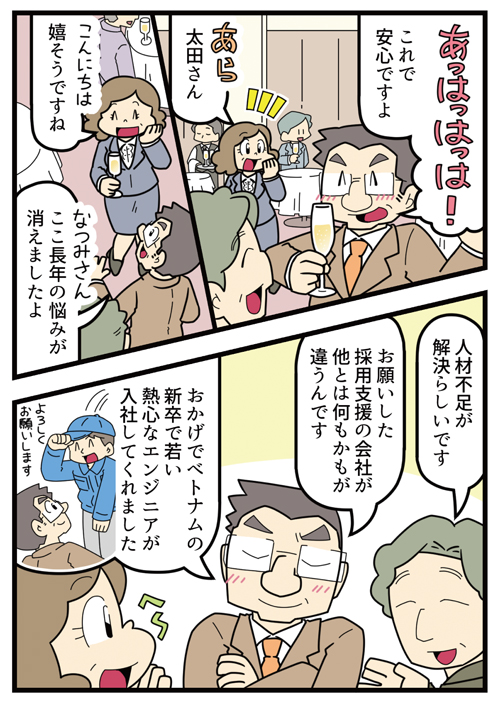 あっはっはっは！
これで
安心ですよ
あら
太田さん
こんにちは
嬉そうですね
なつみさん
ここ長年の悩みが
消えましたよ
人材不足が
解決らしいです
お願いした
採用支援の会社が
他とは何もかもが
違うんです
おかげでベトナムの
新卒で若い
熱心なエンジニアが
入社してくれました
よろしく
お願いします
へぇ